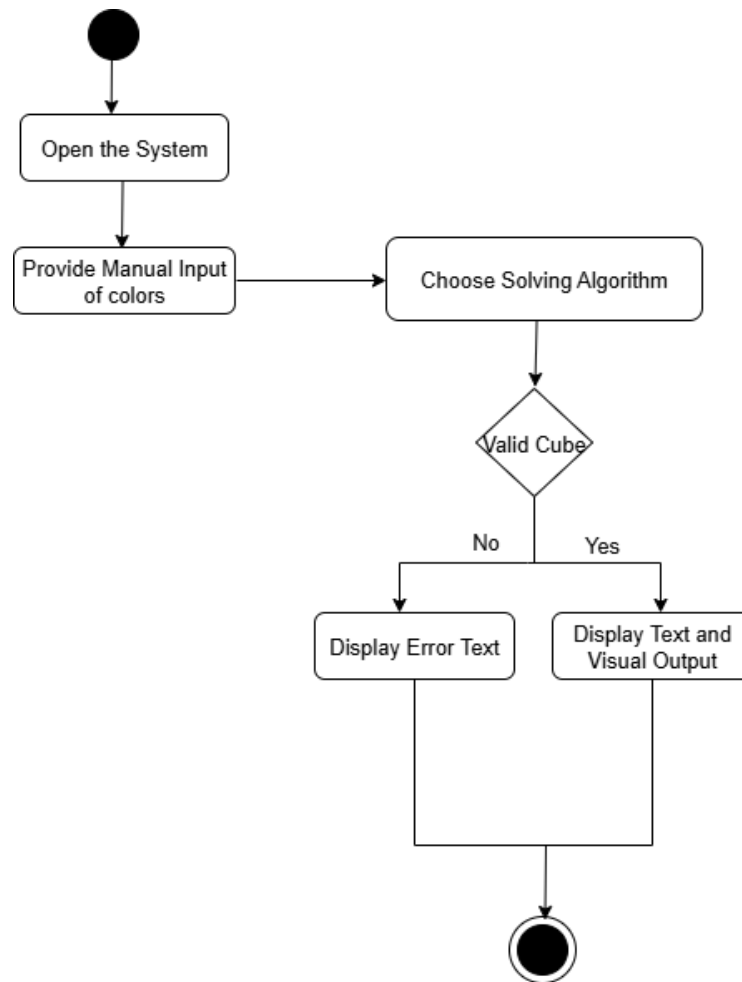 Open the System
Provide Manual Input
of colors
Choose Solving Algorithm
Valid Cube
No
Yes
Display Error Text
Display Text and
Visual Output